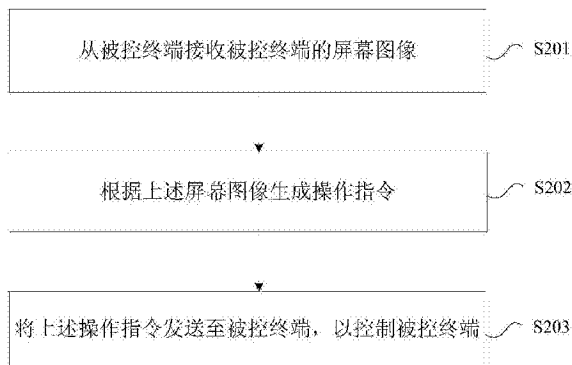 从被控终端接收被控终端的屏幕图像
S201
根据上述屏幕图像生成操作指令
S202
将上述操作指令发送至被控终端，以控制被控终端
S203